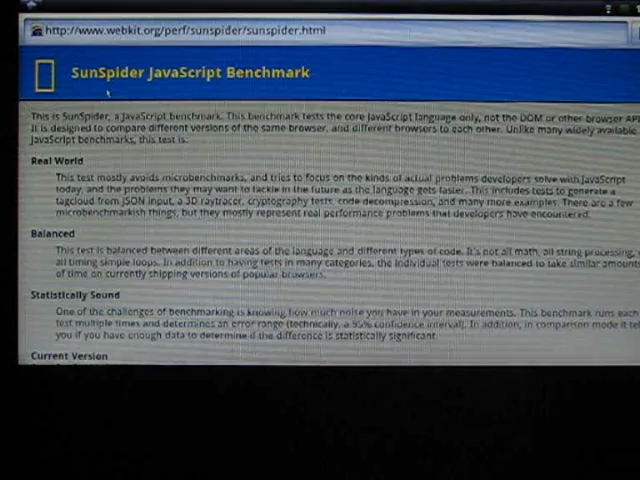 http://www.webkit.org/perf/sunspider/sunspider.html
SunSpider JavaScript Benchmark
This is SunSpider, a JavaScript benchmark. This benchmark tests the core JavaScript language only, not the DOM or other browser API
It is designed to compare different versions of the same browser, and different browsers to each other. Unlike many widely available
JavaScript benchmarks, this test is:
Real World
This test mostly avoids microbenchmarks, and tries to focus on the kinds of actual problems developers solve with JavaScript
today, and the problems they may want to tackle in the future as the language gets faster. This includes tests to generate a
tagcloud from JSON input, a 3D raytracer, cryptography tests, code decompression, and many more examples. There are a few
microbenchmarkish things, but they mostly represent real performance problems that developers have encountered.
Balanced
This test is balanced between different areas of the language and different types of code. It's not all math, all string processing,
all timing simple loops. In addition to having tests in many categories, the individual tests were balanced to take similar amounts
of time on currently shipping versions of popular browsers.
Statistically Sound
One of the challenges of benchmarking is knowing how much noise you have in your measurements. This benchmark runs each
test multiple times and determines an error range (technically, a 95% confidence interval). In addition, in comparison mode it tel
you if you have enough data to determine if the difference is statistically significant.
Current Version